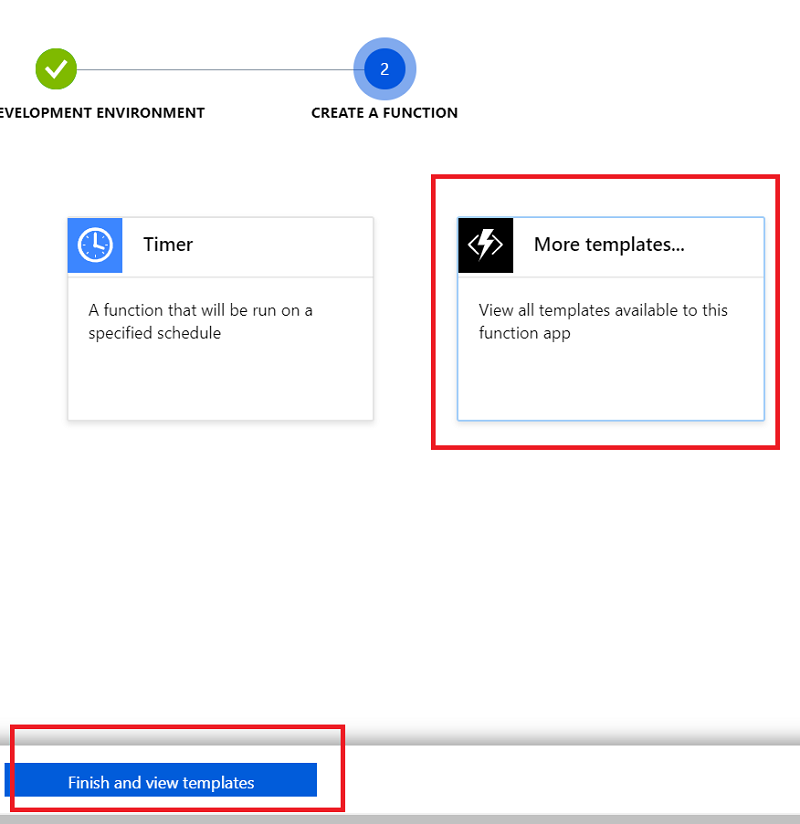 2
EVELOPMENT ENVIRONMENT
CREATE A FUNCTION
Timer
A function that will be run on a
specified schedule
More templates...
View all templates available to this
function app
Finish and view templates